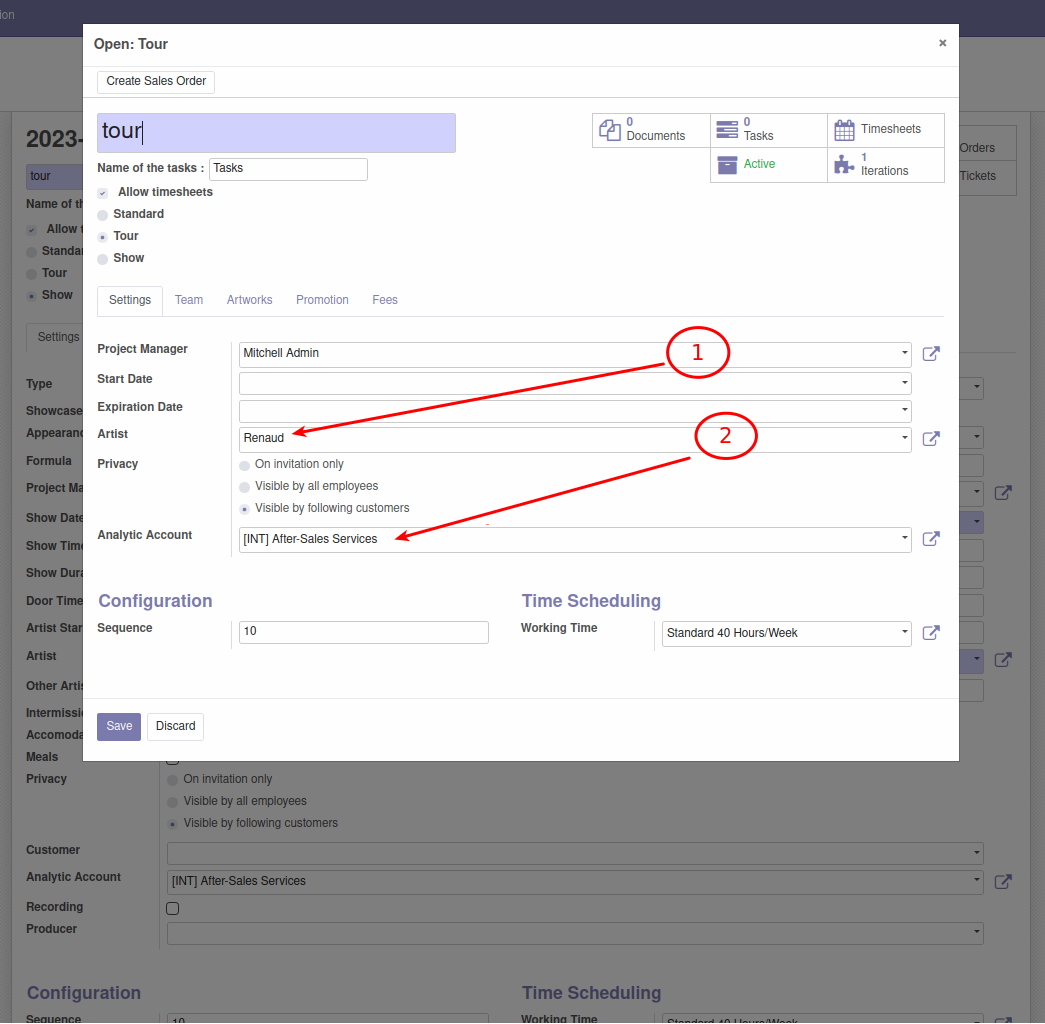 ion
Open: Tour
×
Create Sales Order
tour
0
Documents
0
Tasks
Timesheets
Active
1
Iterations
Name of the tasks : Tasks
Allow timesheets
Standard
Tour
Show
Settings Team Artworks Promotion Fees
Project Manager Mitchell Admin
1
Start Date
Expiration Date
Artist Renaud
2
Privacy
On invitation only
Visible by all employees
Visible by following customers
Analytic Account [INT] After-Sales Services
Configuration
Sequence 10
Time Scheduling
Working Time Standard 40 Hours/Week
Save Discard
2023-
tour
Name of th
Allow t
Standar
Tour
Show
Orders
Tickets
Settings
Type
Showcase
Appearanc
Formula
Project Ma
Show Date
Show Time
Show Dura
Door Time
Artist Star
Artist
Other Artis
Intermissi
Accomoda
Meals
Privacy
On invitation only
Visible by all employees
Visible by following customers
Customer
Analytic Account [INT] After-Sales Services
Recording
Producer
Configuration
Sequence 10
Time Scheduling
Working Time Standard 40 Hours/Week